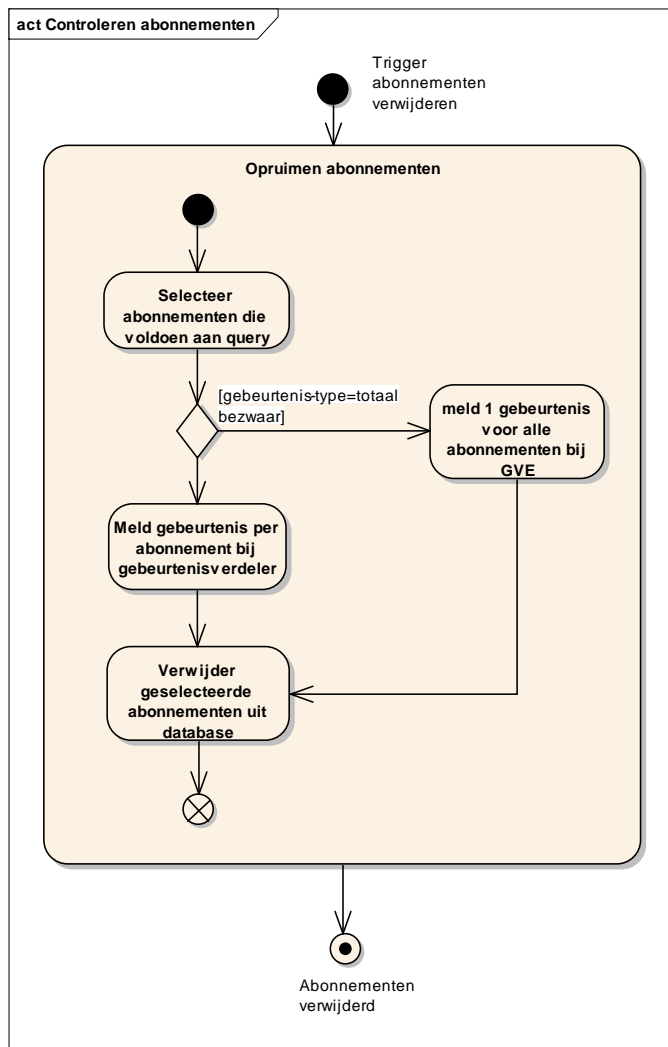 act Controleren abonnementen
Trigger
abonnementen
verwijderen
Opruimen abonnementen
Selecteer
abonnementen die
voldoen aan query
[gebeurtenis-type=totaal
bezwaar]
meld 1 gebeurtenis
voor alle
abonnementen bij
GVE
Meld gebeurtenis per
abonnement bij
gebeurtenisverdeler
Verwijder
geselecteerde
abonnementen uit
database
Abonnementen
verwijderd